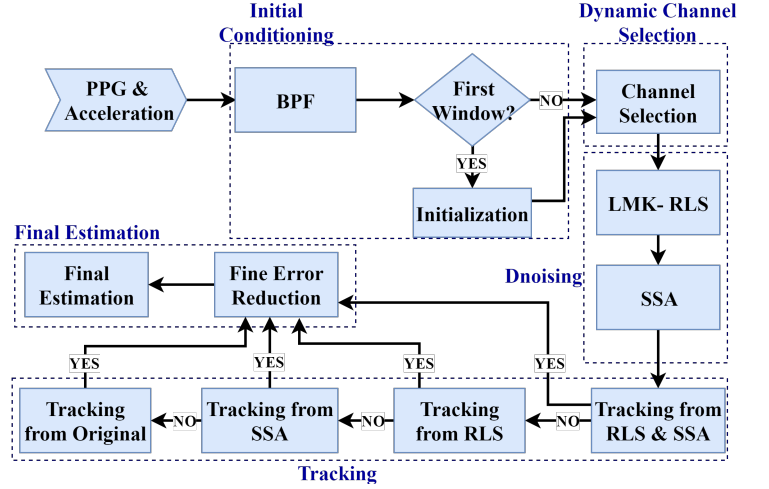 Initial
Conditioning
Dynamic Channel
Selection
PPG &
Acceleration
BPF
First
Window?
NO
Channel
Selection
YES
Initialization
LMK- RLS
Final Estimation
Final
Estimation
Fine Error
Reduction
Dnoising
SSA
YES
YES
YES
YES
Tracking
from Original
NO
Tracking from
SSA
NO
Tracking
from RLS
NO
Tracking from
RLS & SSA
Tracking